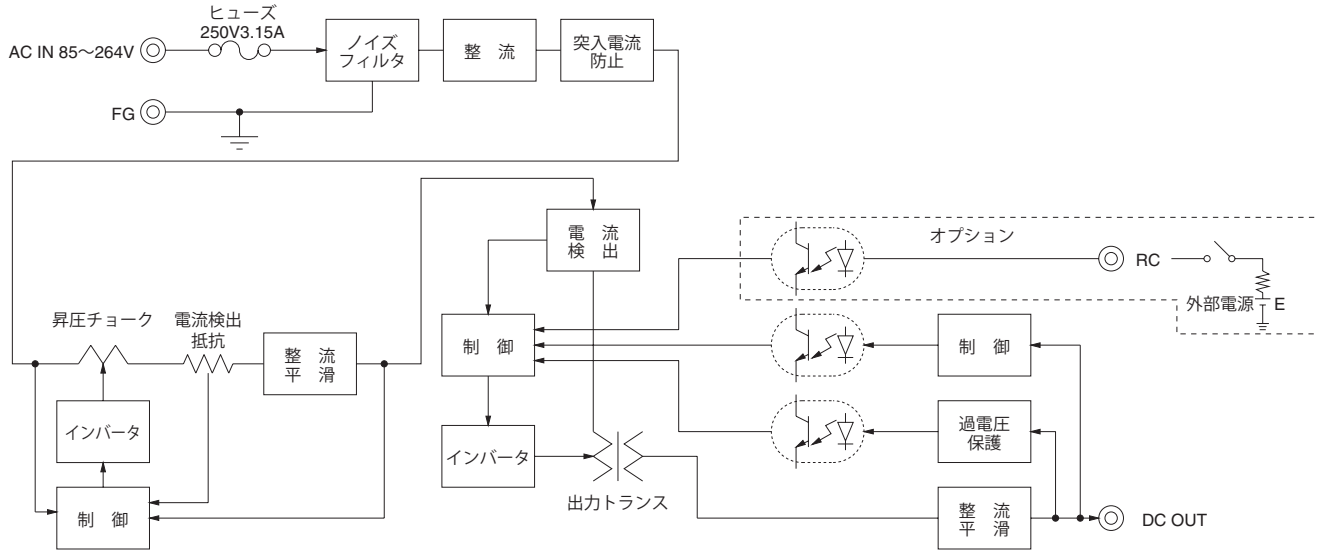 ヒューズ
250V3.15A
AC IN 85～264V
ノイズ
フィルタ
整 流
突入電流
防止
FG
電 流
検 出
オプション
RC
外部電源
E
昇圧チョーク
電流検出
抵抗
整 流
平 滑
制 御
制 御
インバータ
過電圧
保護
インバータ
出力トランス
制 御
整 流
平 滑
DC OUT